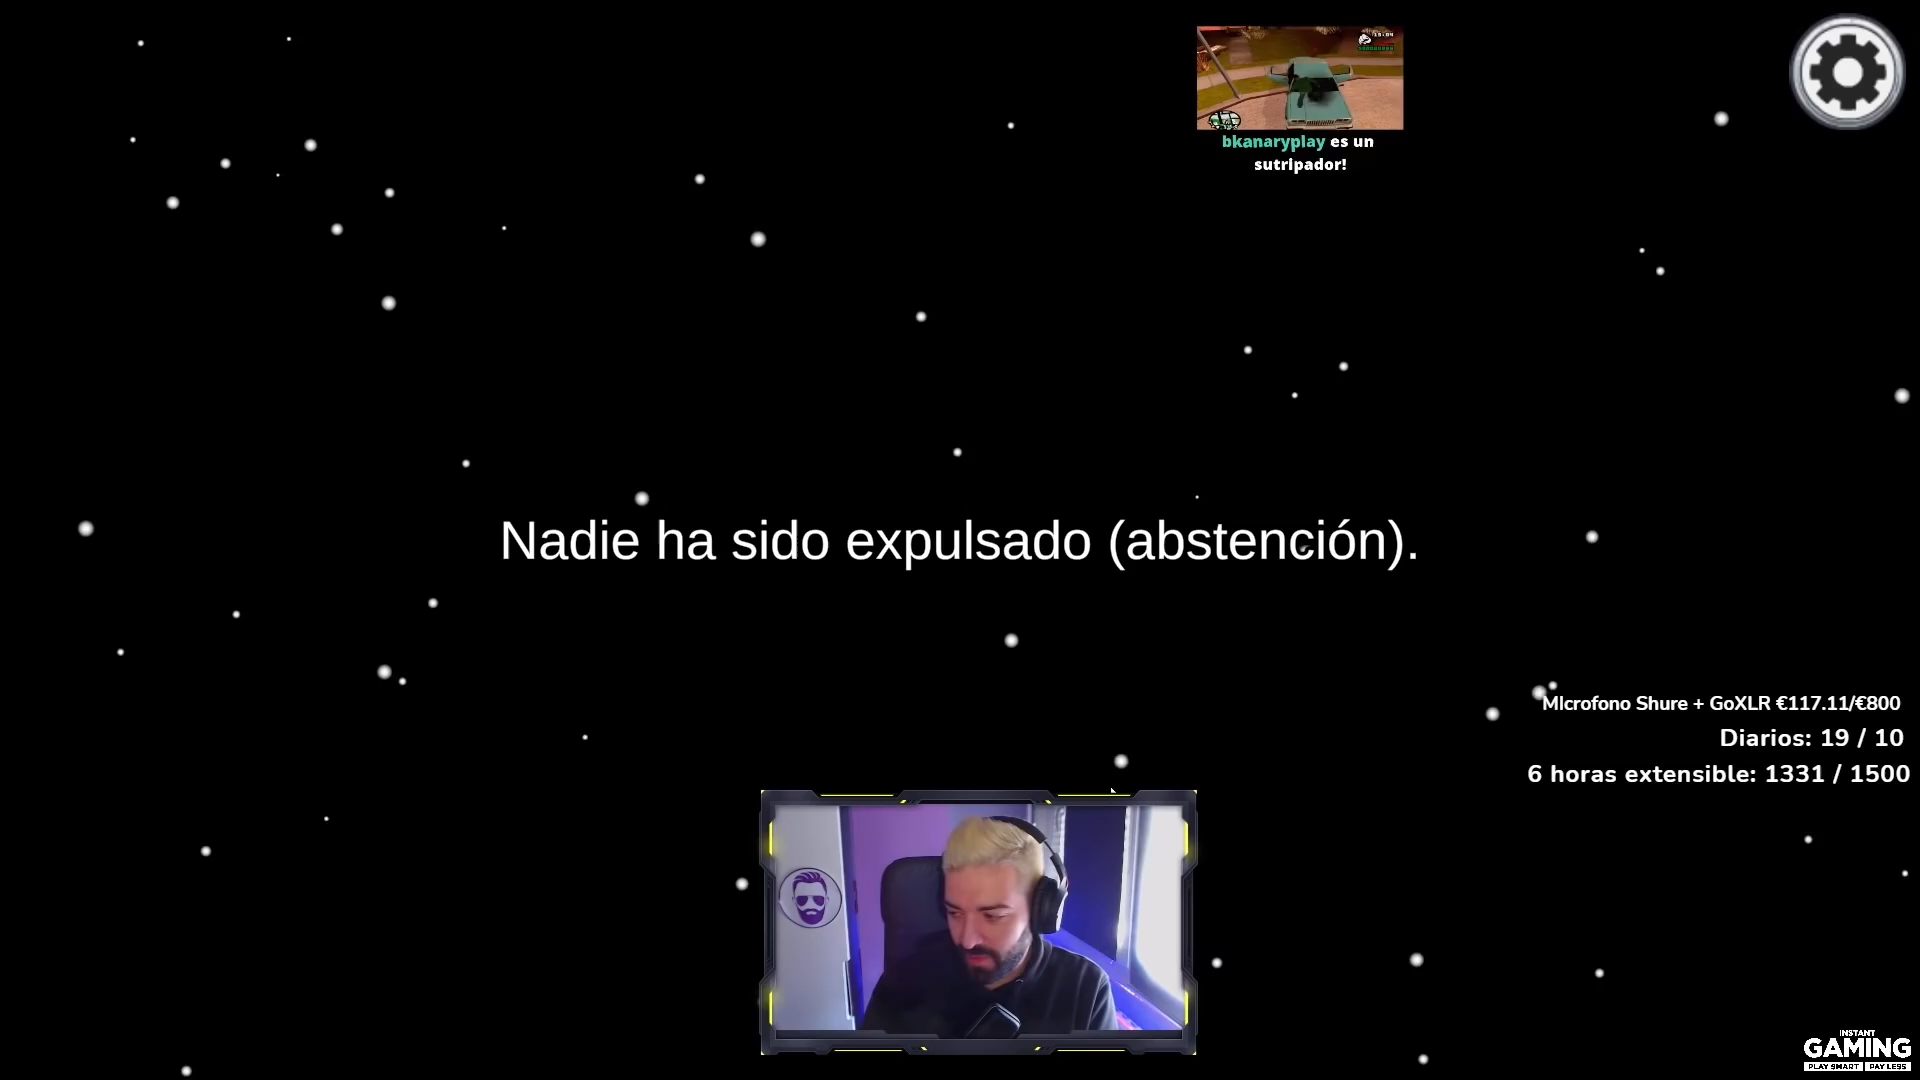 bkanaryplay es un
sutripador!
Nadie ha sido expulsado (abstención).
MIcrofono Shure + GoXLR €117.11/€800
Diarios: 19 / 10
6 horas extensible: 1331 / 1500
INSTANT
GAMING
PLAY SMART PAY LESS